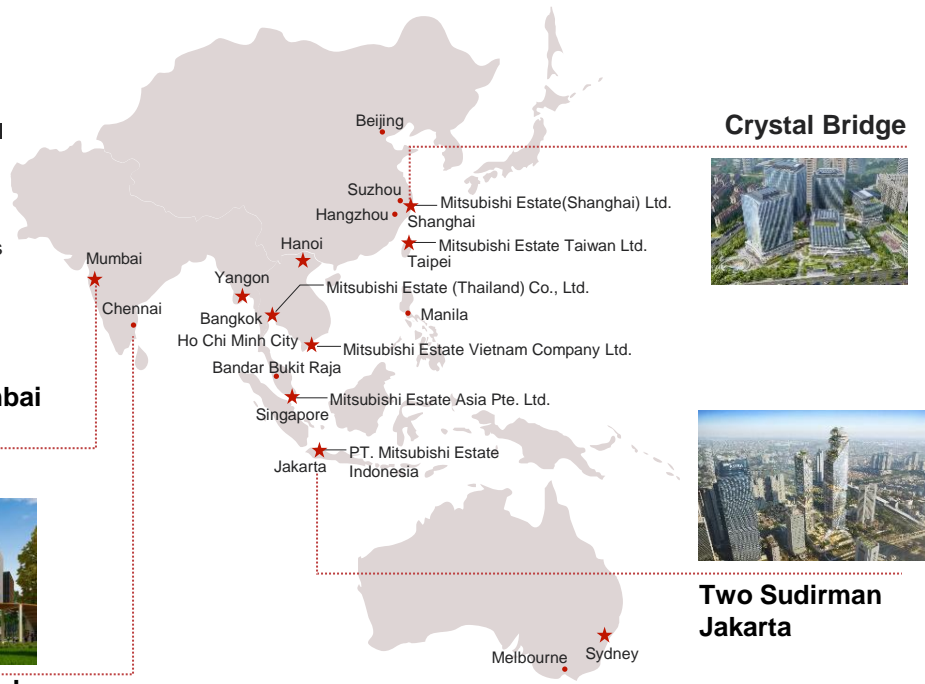 Beijing
Crystal Bridge
Suzhou
Mitsubishi Estate(Shanghai) Ltd.
Hangzhou
Shanghai
Hanoi
Mitsubishi Estate Taiwan Ltd.
Taipei
Mumbai
Yangon
Mitsubishi Estate (Thailand) Co., Ltd.
Chennai
Bangkok
Manila
Ho Chi Minh City
Mitsubishi Estate Vietnam Company Ltd.
Bandar Bukit Raja
bai
Mitsubishi Estate Asia Pte. Ltd.
Singapore
PT. Mitsubishi Estate
Indonesia
Jakarta
Two Sudirman
Jakarta
Melbourne
Sydney